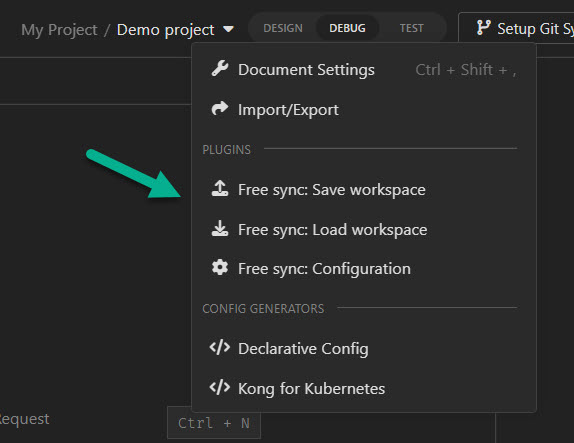 My Project / Demo project DESIGN DEBUG TEST Setup Git Sy
Document Settings Ctrl + Shift + ,
Import/Export
PLUGINS
Free sync: Save workspace
Free sync: Load workspace
Free sync: Configuration
CONFIG GENERATORS
Declarative Config
Kong for Kubernetes
Request Ctrl + N